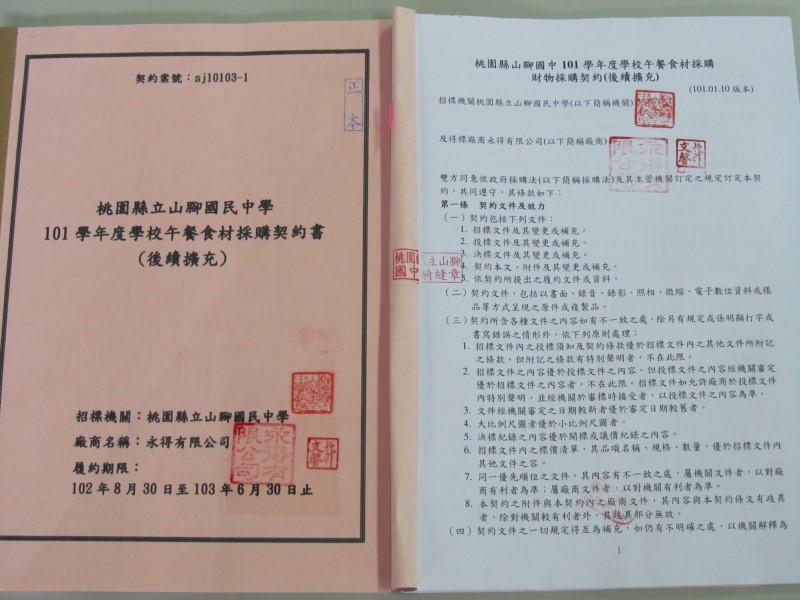 契約案號：sj10103-1
正本
桃園縣立山腳國民中學
101 學年度學校午餐食材採購契約書
（後續擴充）
招標機關：桃園縣立山腳國民中學
廠商名稱：永得有限公司
永得有限公司
許文聲
履約期限：
102 年 8 月 30 日至 103 年 6 月 30 日止
桃園縣立山腳國中騎縫章
桃園縣山腳國中 101 學年度學校午餐食材採購
財物採購契約(後續擴充)
(101.01.10 版本)
招標機關桃園縣立山腳國民中學(以下簡稱機關)
及得標廠商永得有限公司(以下簡稱廠商)
永得有限公司
許文聲
雙方同意依政府採購法(以下簡稱採購法)及其主管機關訂定之規定訂定本契
約，共同遵守，其條款如下：
第一條 契約文件及效力
（一）契約包括下列文件：
1. 招標文件及其變更或補充。
2. 投標文件及其變更或補充。
3. 決標文件及其變更或補充。
4. 契約本文、附件及其變更或補充。
5. 依契約所提出之履約文件或資料。
（二）契約文件，包括以書面、錄音、錄影、照相、微縮、電子數位資料或樣
品等方式呈現之原件或複製品。
（三）契約所含各種文件之內容如有不一致之處，除另有規定或係明顯打字或
書寫錯誤之情形外，依下列原則處理：
1. 招標文件內之投標須知及契約條款優於招標文件內之其他文件所附記
之條款。但附記之條款有特別聲明者，不在此限。
2. 招標文件之內容優於投標文件之內容。但投標文件之內容經機關審定
優於招標文件之內容者，不在此限。招標文件如允許廠商於投標文件
內特別聲明，並經機關於審標時接受者，以投標文件之內容為準。
3. 文件經機關審定之日期較新者優於審定日期較舊者。
4. 大比例尺圖者優於小比例尺圖者。
5. 決標紀錄之內容優於開標或議價紀錄之內容。
6. 招標文件內之標價清單，其品項名稱、規格、數量，優於招標文件內
其他文件之內容。
7. 同一優先順位之文件，其內容有不一致之處，屬機關文件者，以對廠
商有利者為準；屬廠商文件者，以對機關有利者為準。
8. 本契約之附件與本契約內之廠商文件，其內容與本契約條文有歧異
者，除對機關較有利者外，其歧異部分無效。
（四）契約文件之一切規定得互為補充，如仍有不明確之處，以機關解釋為
1